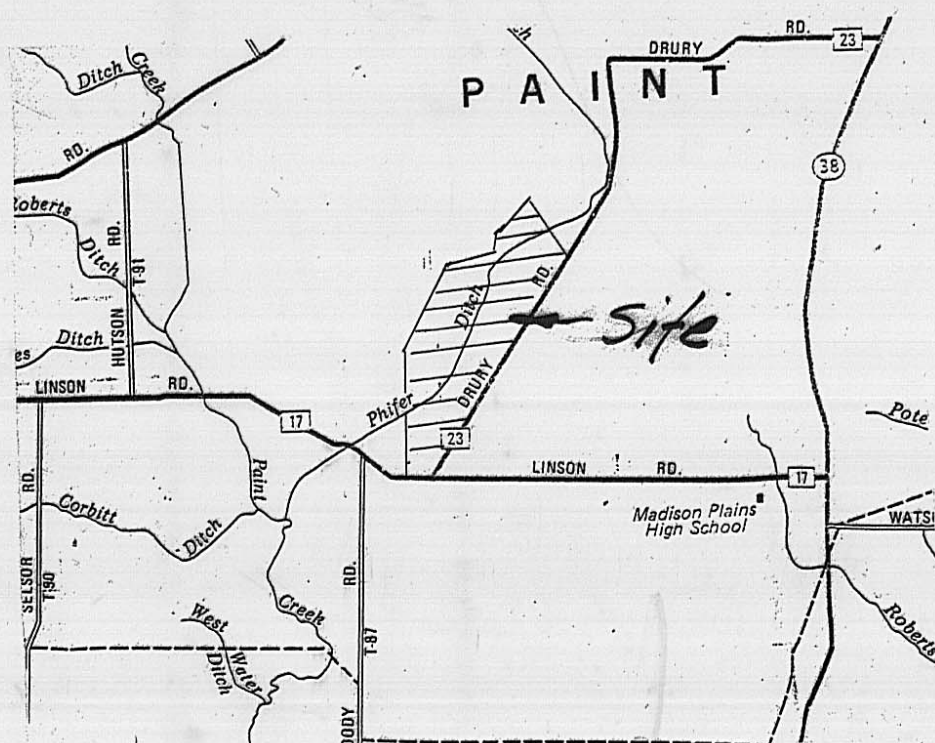 Ditch
Creek
DRURY RD. 23
PAINT
38
RD.
Roberts
Ditch
HUTSON RD.
T-91
Ditch
LINSON RD.
17
Phifer
Ditch
DRURY RD.
23
Site
Pote
LINSON RD.
17
Madison Plains
High School
SELSOR RD.
T-90
Corbitt
Ditch
Paint
Creek
RD.
T-87
West
Water
Ditch
Roberts